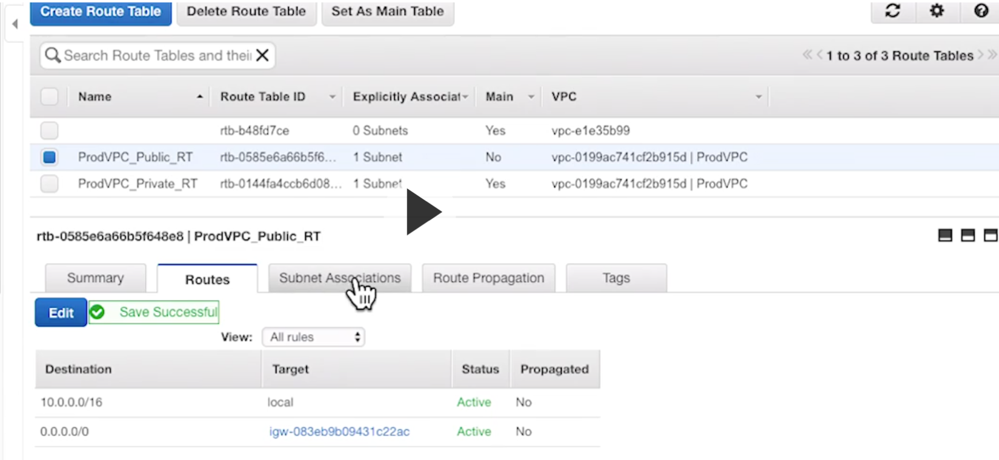 Create Route Table Delete Route Table Set As Main Table
Search Route Tables and thei
1 to 3 of 3 Route Tables
Name Route Table ID Explicitly Associat Main VPC
rtb-b48fd7ce 0 Subnets Yes vpc-e1e35b99
ProdVPC_Public_RT rtb-0585e6a66b5f6... 1 Subnet No vpc-0199ac741cf2b915d | ProdVPC
ProdVPC_Private_RT rtb-0144fa4ccb6d08... 1 Subnet Yes vpc-0199ac741cf2b915d | ProdVPC
rtb-0585e6a66b5f648e8 | ProdVPC_Public_RT
Summary Routes Subnet Associations Route Propagation Tags
Edit Save Successful
View: All rules
Destination Target Status Propagated
10.0.0.0/16 local Active No
0.0.0.0/0 igw-083eb9b09431c22ac Active No